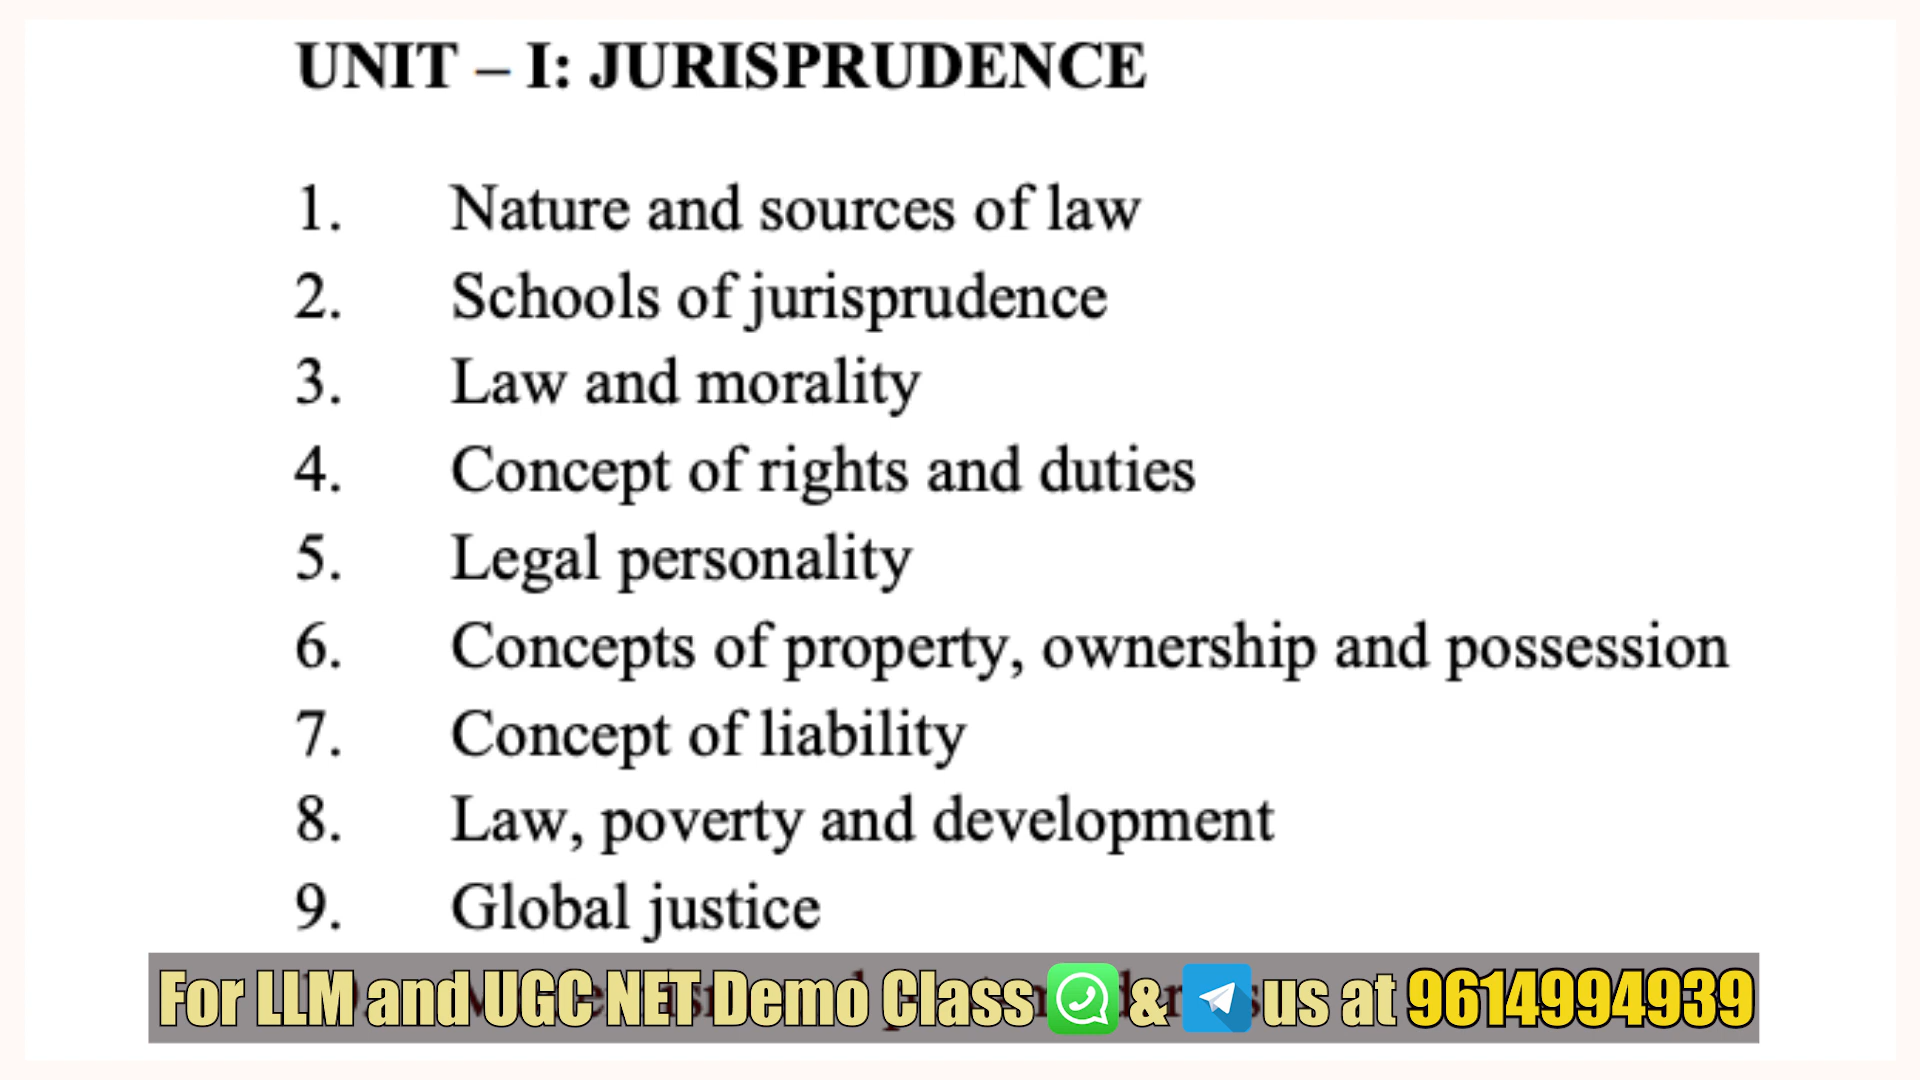 UNIT – I: JURISPRUDENCE
1. Nature and sources of law
2. Schools of jurisprudence
3. Law and morality
4. Concept of rights and duties
5. Legal personality
6. Concepts of property, ownership and possession
7. Concept of liability
8. Law, poverty and development
9. Global justice
For LLM and UGC NET Demo Class & us at 9614994939